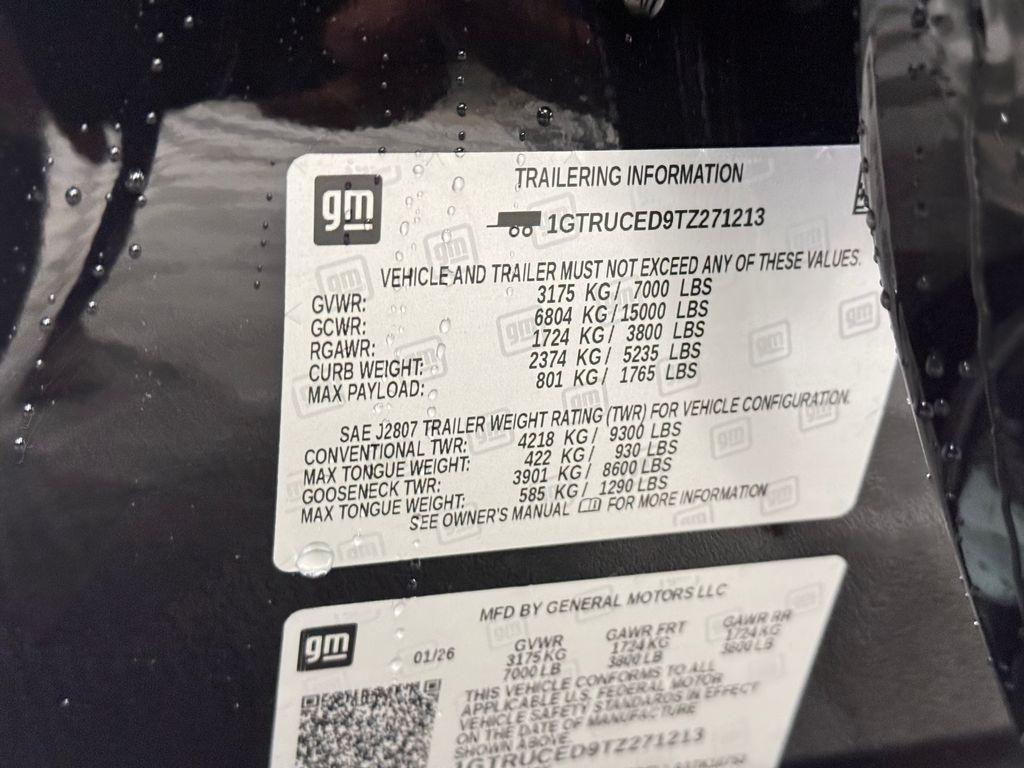 gm
TRAILERING INFORMATION
1GTRUCED9TZ271213
VEHICLE AND TRAILER MUST NOT EXCEED ANY OF THESE VALUES.
GVWR: 3175 KG/ 7000 LBS
GCWR: 6804 KG/15000 LBS
RGAWR: 1724 KG/ 3800 LBS
CURB WEIGHT: 2374 KG/ 5235 LBS
MAX PAYLOAD: 801 KG/ 1765 LBS
SAE J2807 TRAILER WEIGHT RATING (TWR) FOR VEHICLE CONFIGURATION.
CONVENTIONAL TWR: 4218 KG/ 9300 LBS
MAX TONGUE WEIGHT: 422 KG/ 930 LBS
GOOSENECK TWR: 3901 KG/ 8600 LBS
MAX TONGUE WEIGHT: 585 KG/ 1290 LBS
SEE OWNER'S MANUAL FOR MORE INFORMATION
gm
MFD BY GENERAL MOTORS LLC
01/26
GVWR GAWR FRT GAWR RR
3175 KG 1724 KG 1724 KG
7000 LB 3800 LB 3800 LB
THIS VEHICLE CONFORMS TO ALL
APPLICABLE U.S. FEDERAL MOTOR
VEHICLE SAFETY STANDARDS IN EFFECT
ON THE DATE OF MANUFACTURE
SHOWN ABOVE.
1GTRUCED9TZ271213